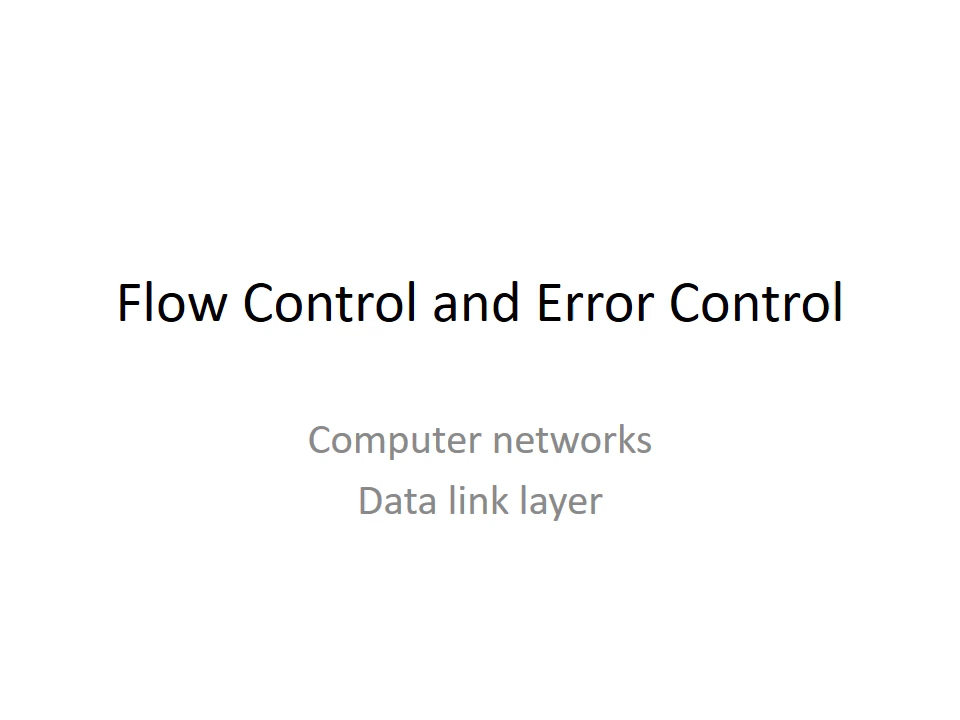 Flow Control and Error Control
Computer networks
Data link layer